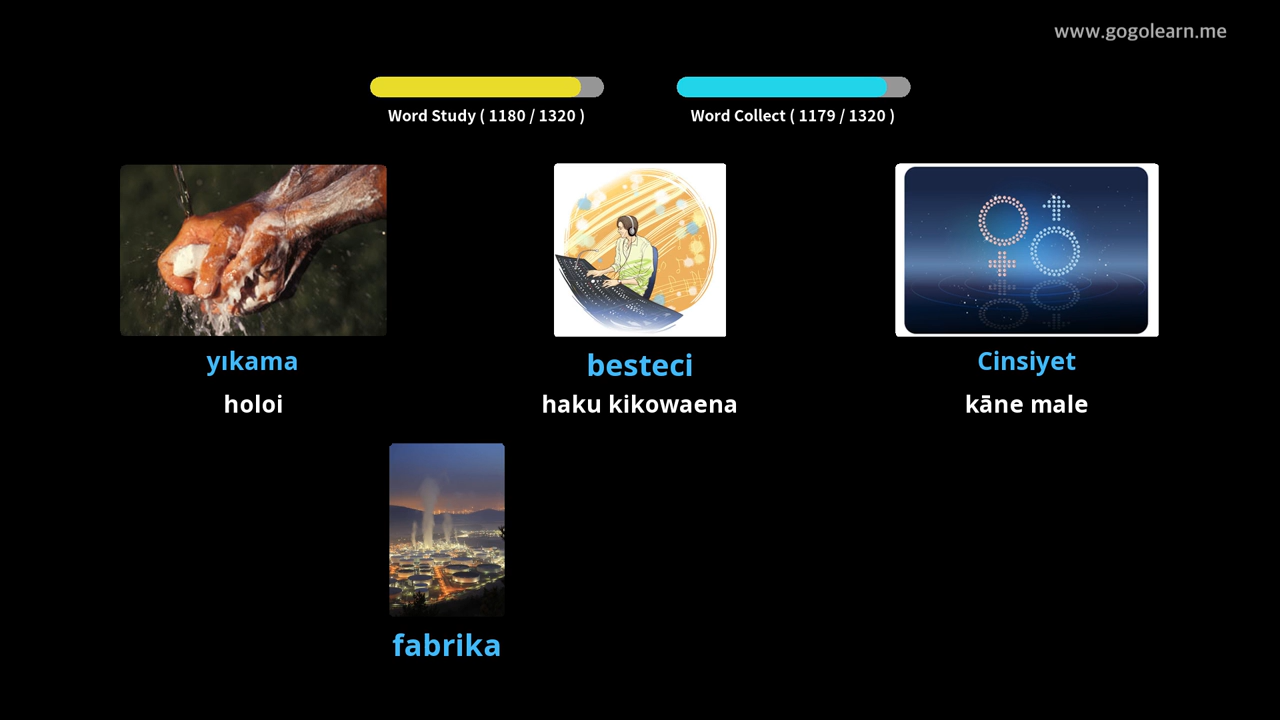 www.gogolearn.me
Word Study ( 1180 / 1320 )
Word Collect ( 1179 / 1320 )
yıkama
holoi
besteci
haku kikowaena
Cinsiyet
kāne male
fabrika